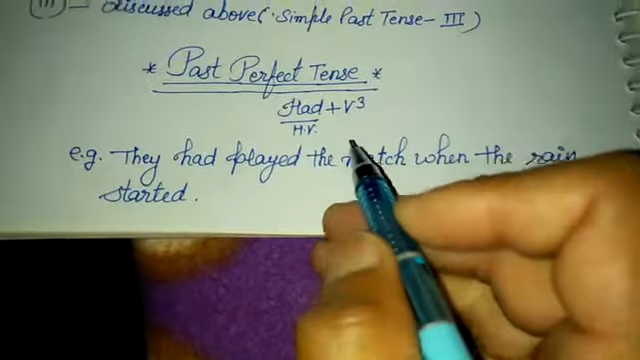 (III) - discussed above (Simple Past Tense - III)
* Past Perfect Tense *
Had + V3
H.V.
e.g. They had played the match when the rain
started.